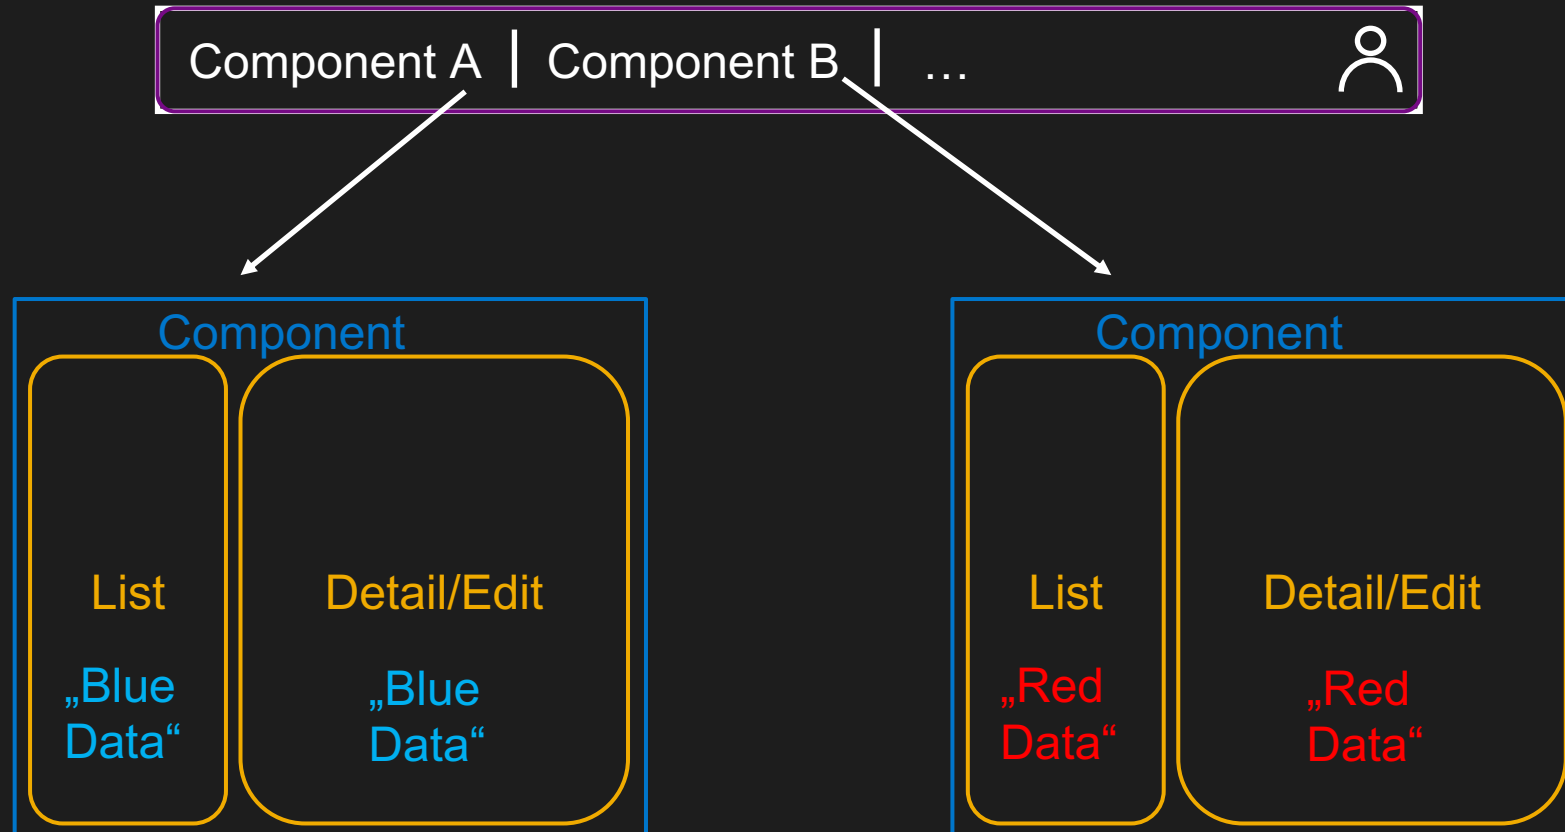 Component A | Component B | …
Component
List
Detail/Edit
„Blue
Data“
„Blue
Data“
Component
List
Detail/Edit
„Red
Data“
„Red
Data“